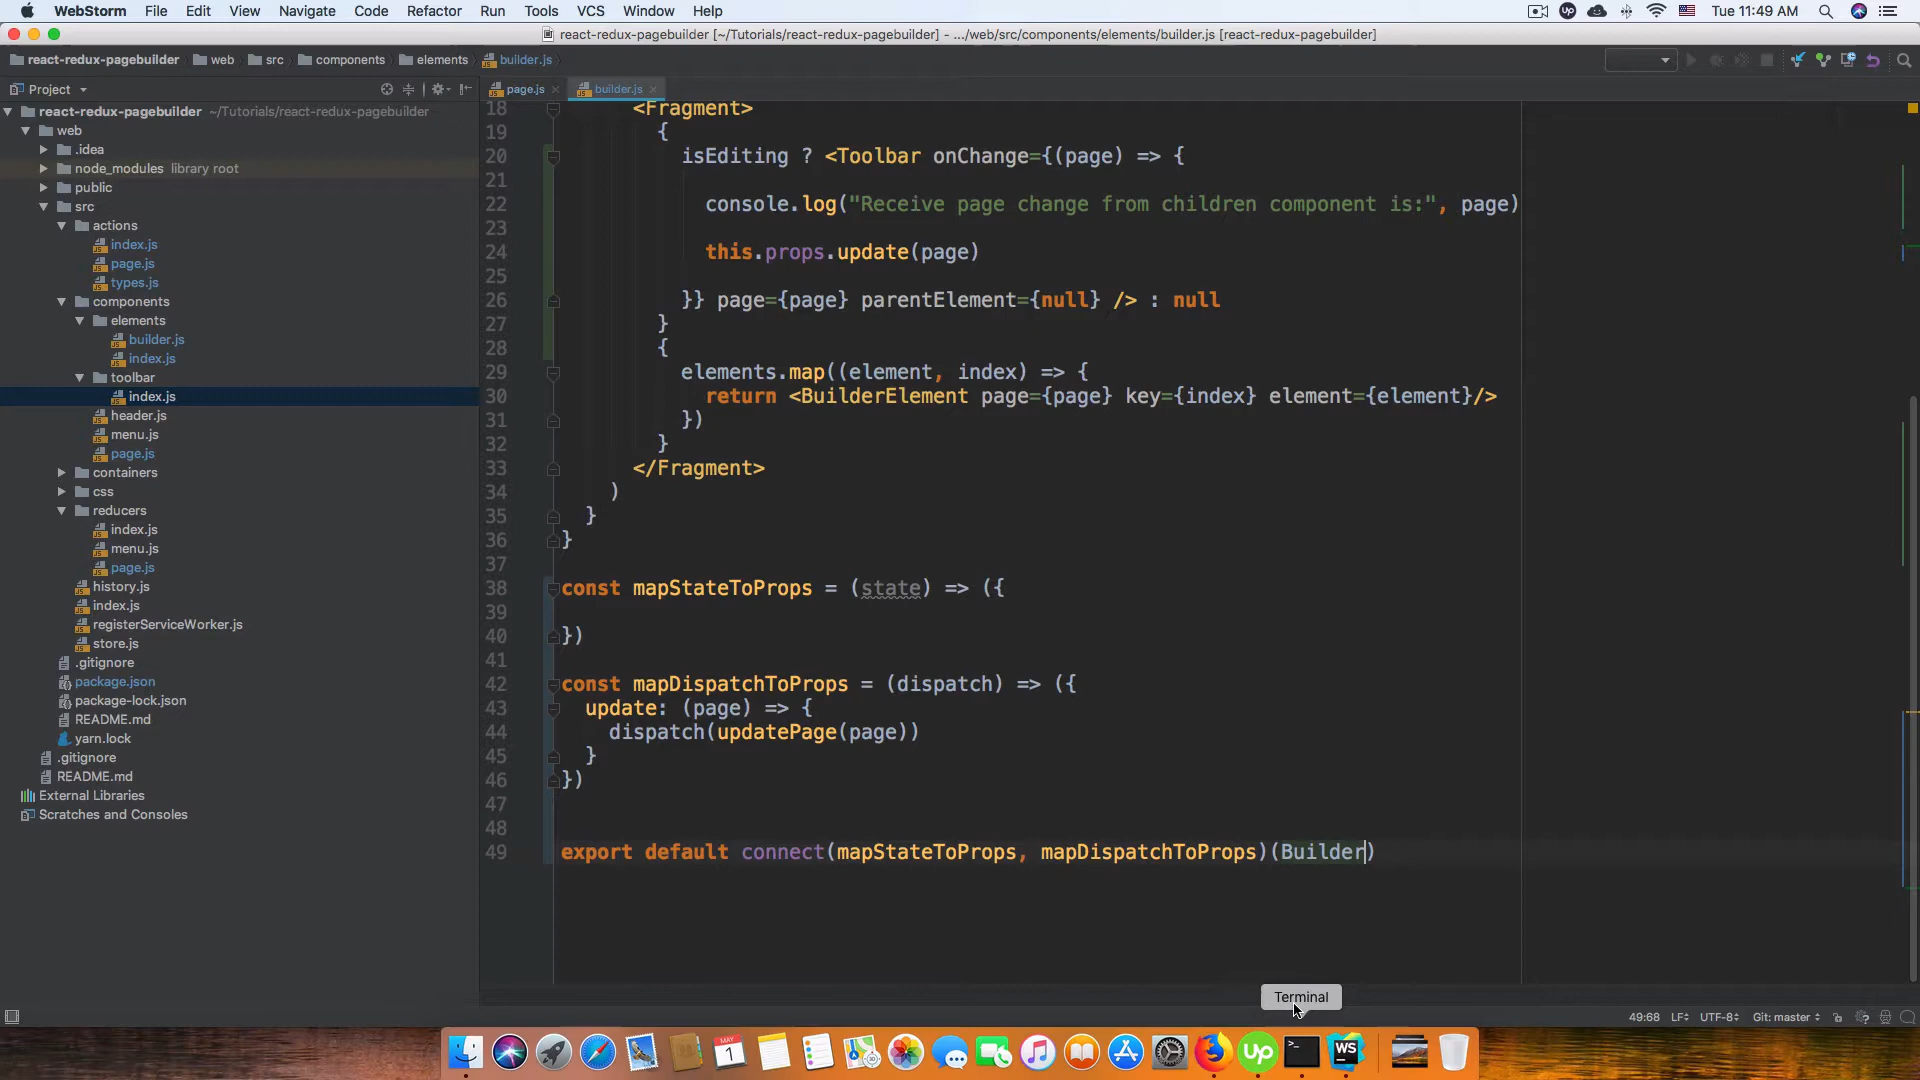 WebStorm File Edit View Navigate Code Refactor Run Tools VCS Window Help Tue 11:49 AM
react-redux-pagebuilder [~/Tutorials/react-redux-pagebuilder] - .../web/src/components/elements/builder.js [react-redux-pagebuilder]
react-redux-pagebuilder web src components elements builder.js
Project
page.js builder.js
react-redux-pagebuilder ~/Tutorials/react-redux-pagebuilder
web
.idea
node_modules library root
public
src
actions
index.js
page.js
types.js
components
elements
builder.js
index.js
toolbar
index.js
header.js
menu.js
page.js
containers
css
reducers
index.js
menu.js
page.js
history.js
index.js
registerServiceWorker.js
store.js
.gitignore
package.json
package-lock.json
README.md
yarn.lock
.gitignore
README.md
External Libraries
Scratches and Consoles
18 <Fragment>
19 {
20 isEditing ? <Toolbar onChange={(page) => {
21
22 console.log("Receive page change from children component is:", page)
23
24 this.props.update(page)
25
26 }} page={page} parentElement={null} /> : null
27 }
28 {
29 elements.map((element, index) => {
30 return <BuilderElement page={page} key={index} element={element}/>
31 })
32 }
33 </Fragment>
34 )
35 }
36 }
37
38 const mapStateToProps = (state) => ({
39
40 })
41
42 const mapDispatchToProps = (dispatch) => ({
43 update: (page) => {
44 dispatch(updatePage(page))
45 }
46 })
47
48
49 export default connect(mapStateToProps, mapDispatchToProps)(Builder)
Terminal
49:68 LF UTF-8 Git: master
1
Up
>_
WS